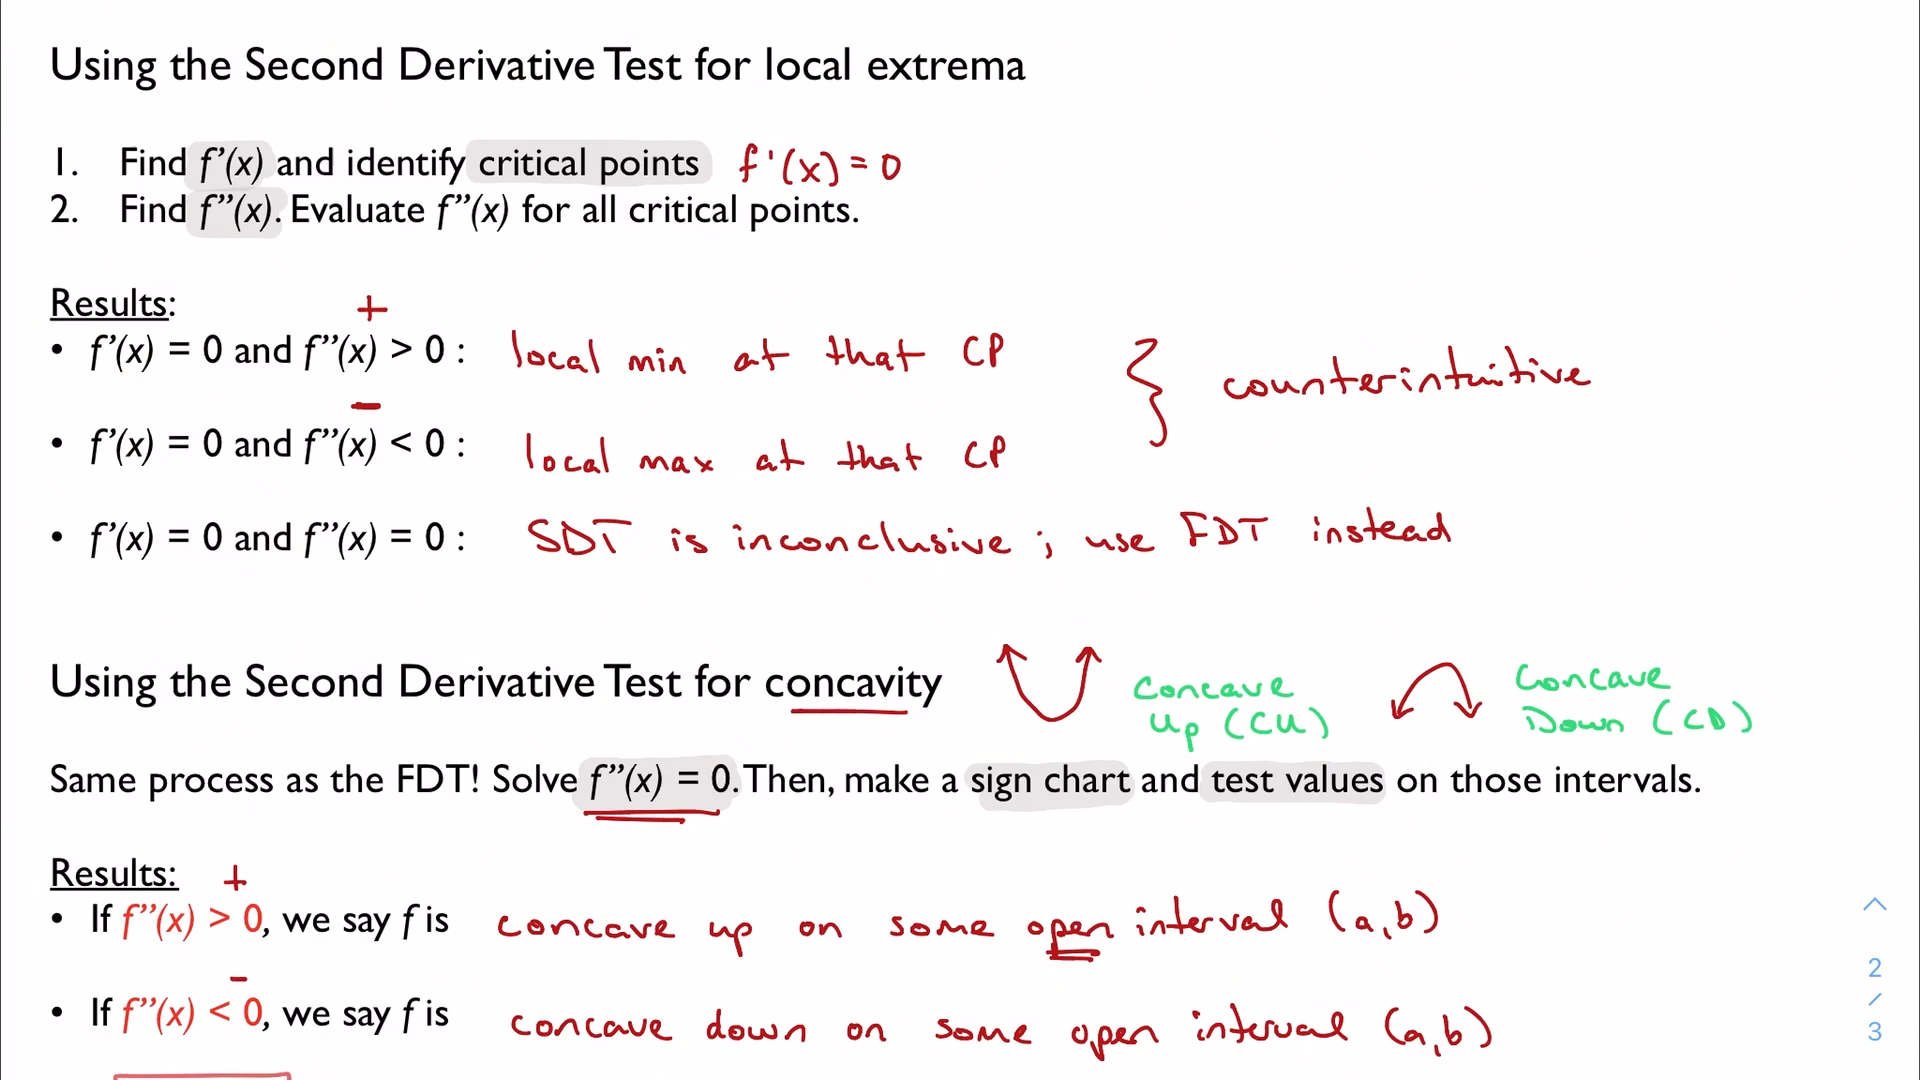 Using the Second Derivative Test for local extrema
1. Find f'(x) and identify critical points f'(x) = 0
2. Find f”(x). Evaluate f”(x) for all critical points.
Results:
+
• f'(x) = 0 and f”(x) > 0 : local min at that CP
} counterintuitive
−
• f'(x) = 0 and f”(x) < 0 : local max at that CP
• f'(x) = 0 and f”(x) = 0 : SDT is inconclusive ; use FDT instead
Using the Second Derivative Test for concavity
Concave
Up (CU)
Concave
Down (CD)
Same process as the FDT! Solve f”(x) = 0. Then, make a sign chart and test values on those intervals.
Results:
+
• If f”(x) > 0, we say f is concave up on some open interval (a,b)
−
• If f”(x) < 0, we say f is concave down on some open interval (a,b)
2
/
3